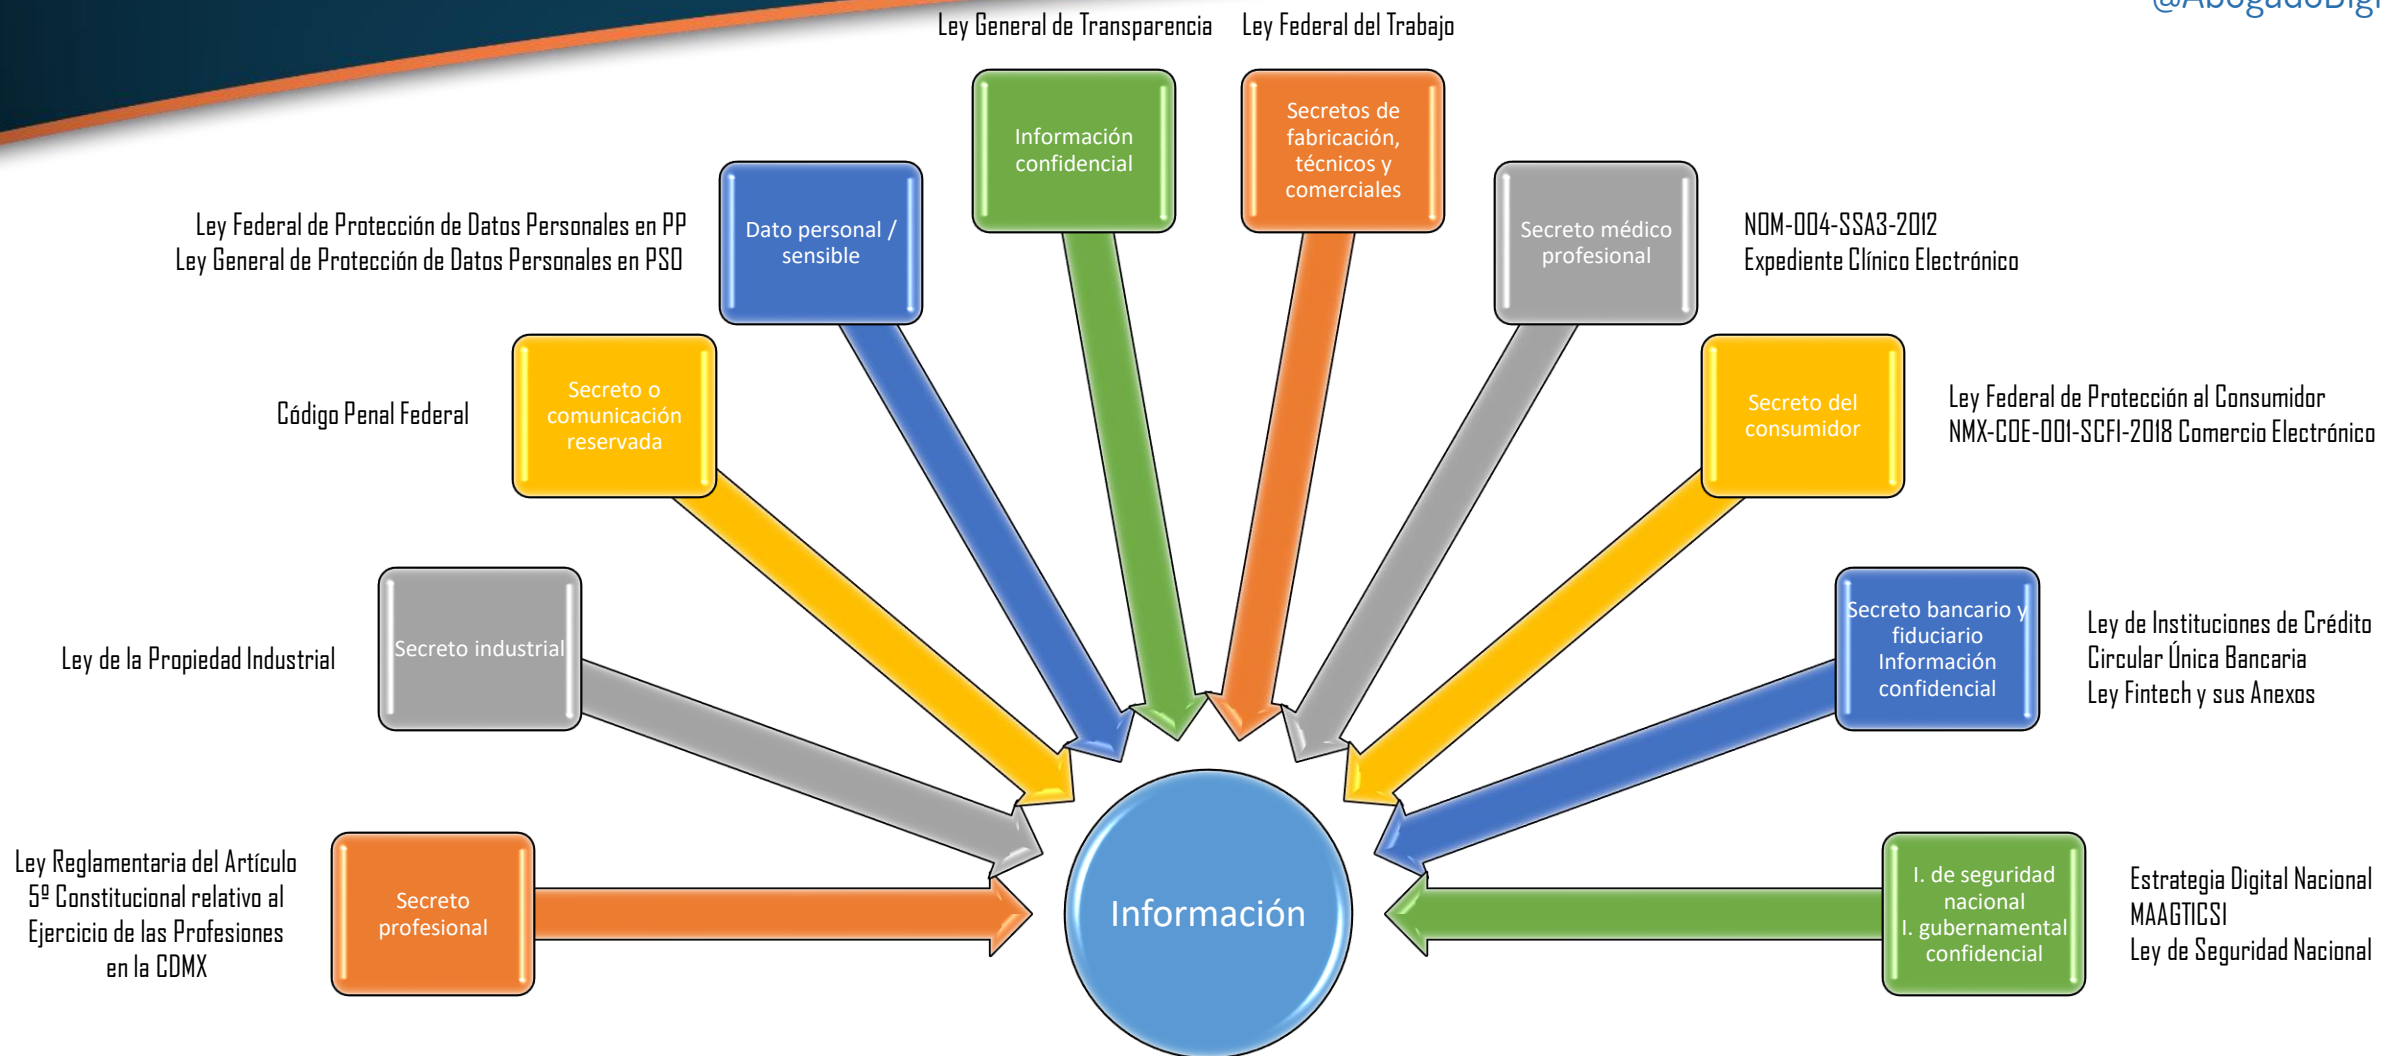 @AbogadoDigi
Ley General de Transparencia
Ley Federal del Trabajo
Información
confidencial
Secretos de
fabricación,
técnicos y
comerciales
Ley Federal de Protección de Datos Personales en PP
Ley General de Protección de Datos Personales en PSO
Dato personal /
sensible
Secreto médico
profesional
NOM-004-SSA3-2012
Expediente Clínico Electrónico
Código Penal Federal
Secreto o
comunicación
reservada
Secreto del
consumidor
Ley Federal de Protección al Consumidor
NMX-COE-001-SCFI-2018 Comercio Electrónico
Ley de la Propiedad Industrial
Secreto industrial
Secreto bancario y
fiduciario
Información
confidencial
Ley de Instituciones de Crédito
Circular Única Bancaria
Ley Fintech y sus Anexos
Ley Reglamentaria del Artículo
5º Constitucional relativo al
Ejercicio de las Profesiones
en la CDMX
Secreto
profesional
Información
I. de seguridad
nacional
I. gubernamental
confidencial
Estrategia Digital Nacional
MAAGTICSI
Ley de Seguridad Nacional